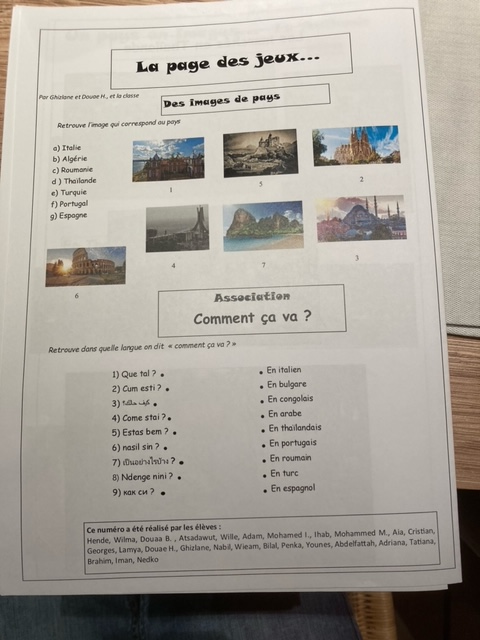 La page des jeux...
Par Ghizlane et Douae H., et la classe
Des images de pays
Retrouve l'image qui correspond au pays
a) Italie
b) Algérie
c) Roumanie
d ) Thaïlande
e) Turquie
f) Portugal
g) Espagne
1
5
2
4
7
3
6
Association
Comment ça va ?
Retrouve dans quelle langue on dit « comment ça va ? »
1) Que tal ? •
2) Cum esti ? •
3) كيف حالك؟ •
4) Come stai ? •
5) Estas bem ? •
6) nasil sin ? •
7) เป็นอย่างไรบ้าง ? •
8) Ndenge nini ? •
9) как си ? •
• En italien
• En bulgare
• En congolais
• En arabe
• En thaïlandais
• En portugais
• En roumain
• En turc
• En espagnol
Ce numéro a été réalisé par les élèves :
Hende, Wilma, Douaa B. , Atsadawut, Wille, Adam, Mohamed I., Ihab, Mohammed M., Aia, Cristian,
Georges, Lamya, Douae H., Ghizlane, Nabil, Wieam, Bilal, Penka, Younes, Abdelfattah, Adriana, Tatiana,
Brahim, Iman, Nedko